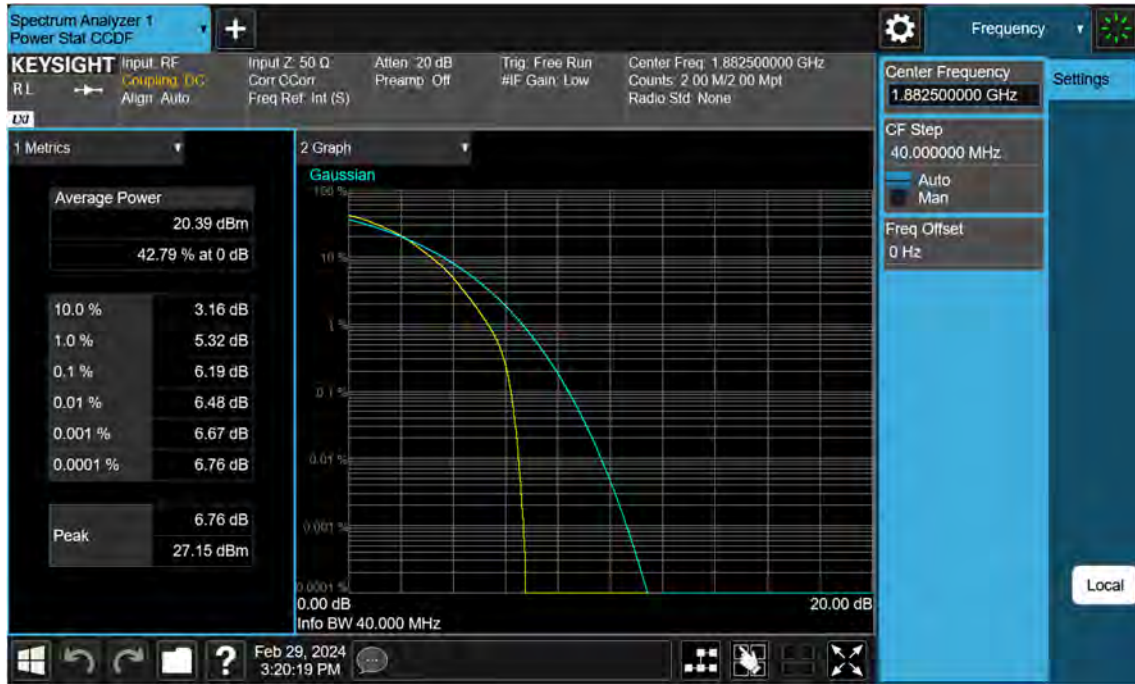 Spectrum Analyzer 1
Power Stat CCDF
Frequency
KEYSIGHT
RL
LXI
Input: RF
Coupling: DC
Align: Auto
Input Z: 50 Ω
Corr CCorr
Freq Ref: Int (S)
Atten: 20 dB
Preamp: Off
Trig: Free Run
#IF Gain: Low
Center Freq: 1.882500000 GHz
Counts: 2.00 M/2.00 Mpt
Radio Std: None
Center Frequency
1.882500000 GHz
Settings
CF Step
40.000000 MHz
Auto
Man
Freq Offset
0 Hz
1 Metrics
Average Power
20.39 dBm
42.79 % at 0 dB
10.0 % 3.16 dB
1.0 % 5.32 dB
0.1 % 6.19 dB
0.01 % 6.48 dB
0.001 % 6.67 dB
0.0001 % 6.76 dB
Peak
6.76 dB
27.15 dBm
2 Graph
Gaussian
100 %
10 %
1 %
0.1 %
0.01 %
0.001 %
0.0001 %
0.00 dB
20.00 dB
Info BW 40.000 MHz
Local
?
Feb 29, 2024
3:20:19 PM